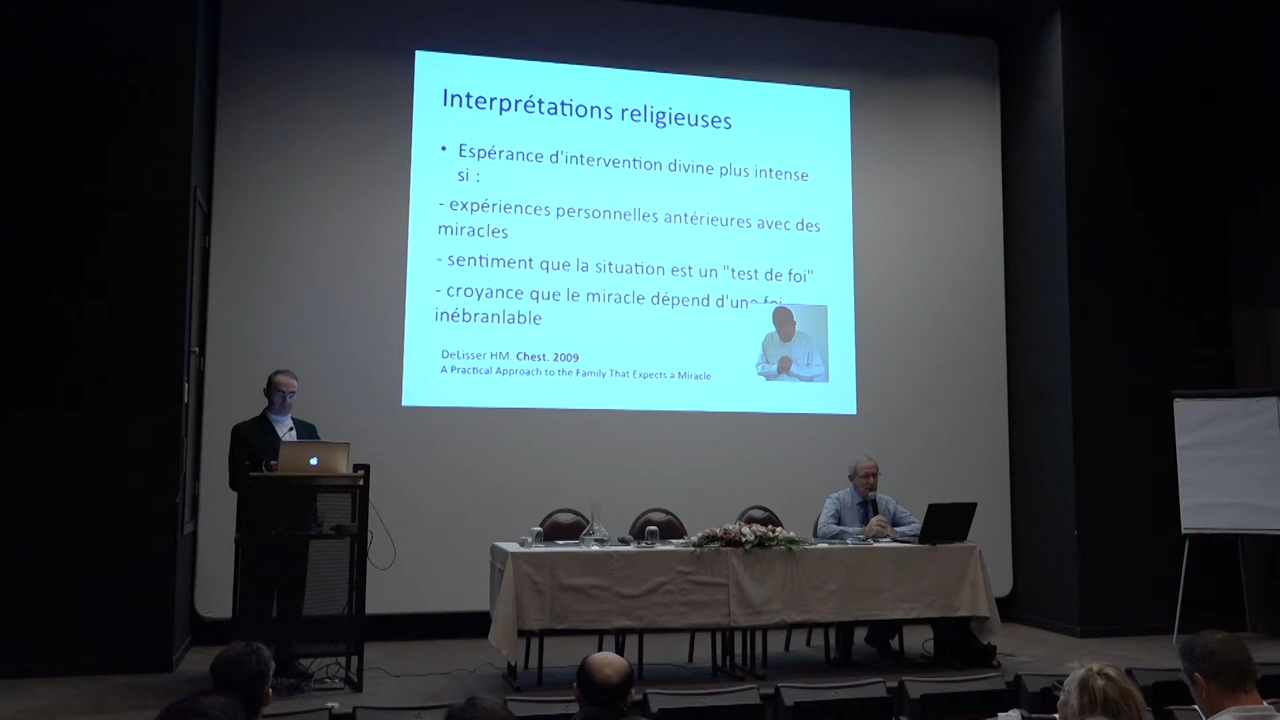 Interprétations religieuses
• Espérance d'intervention divine plus intense
si :
- expériences personnelles antérieures avec des
miracles
- sentiment que la situation est un "test de foi"
- croyance que le miracle dépend d'une foi
inébranlable
DeLisser HM. Chest. 2009
A Practical Approach to the Family That Expects a Miracle.